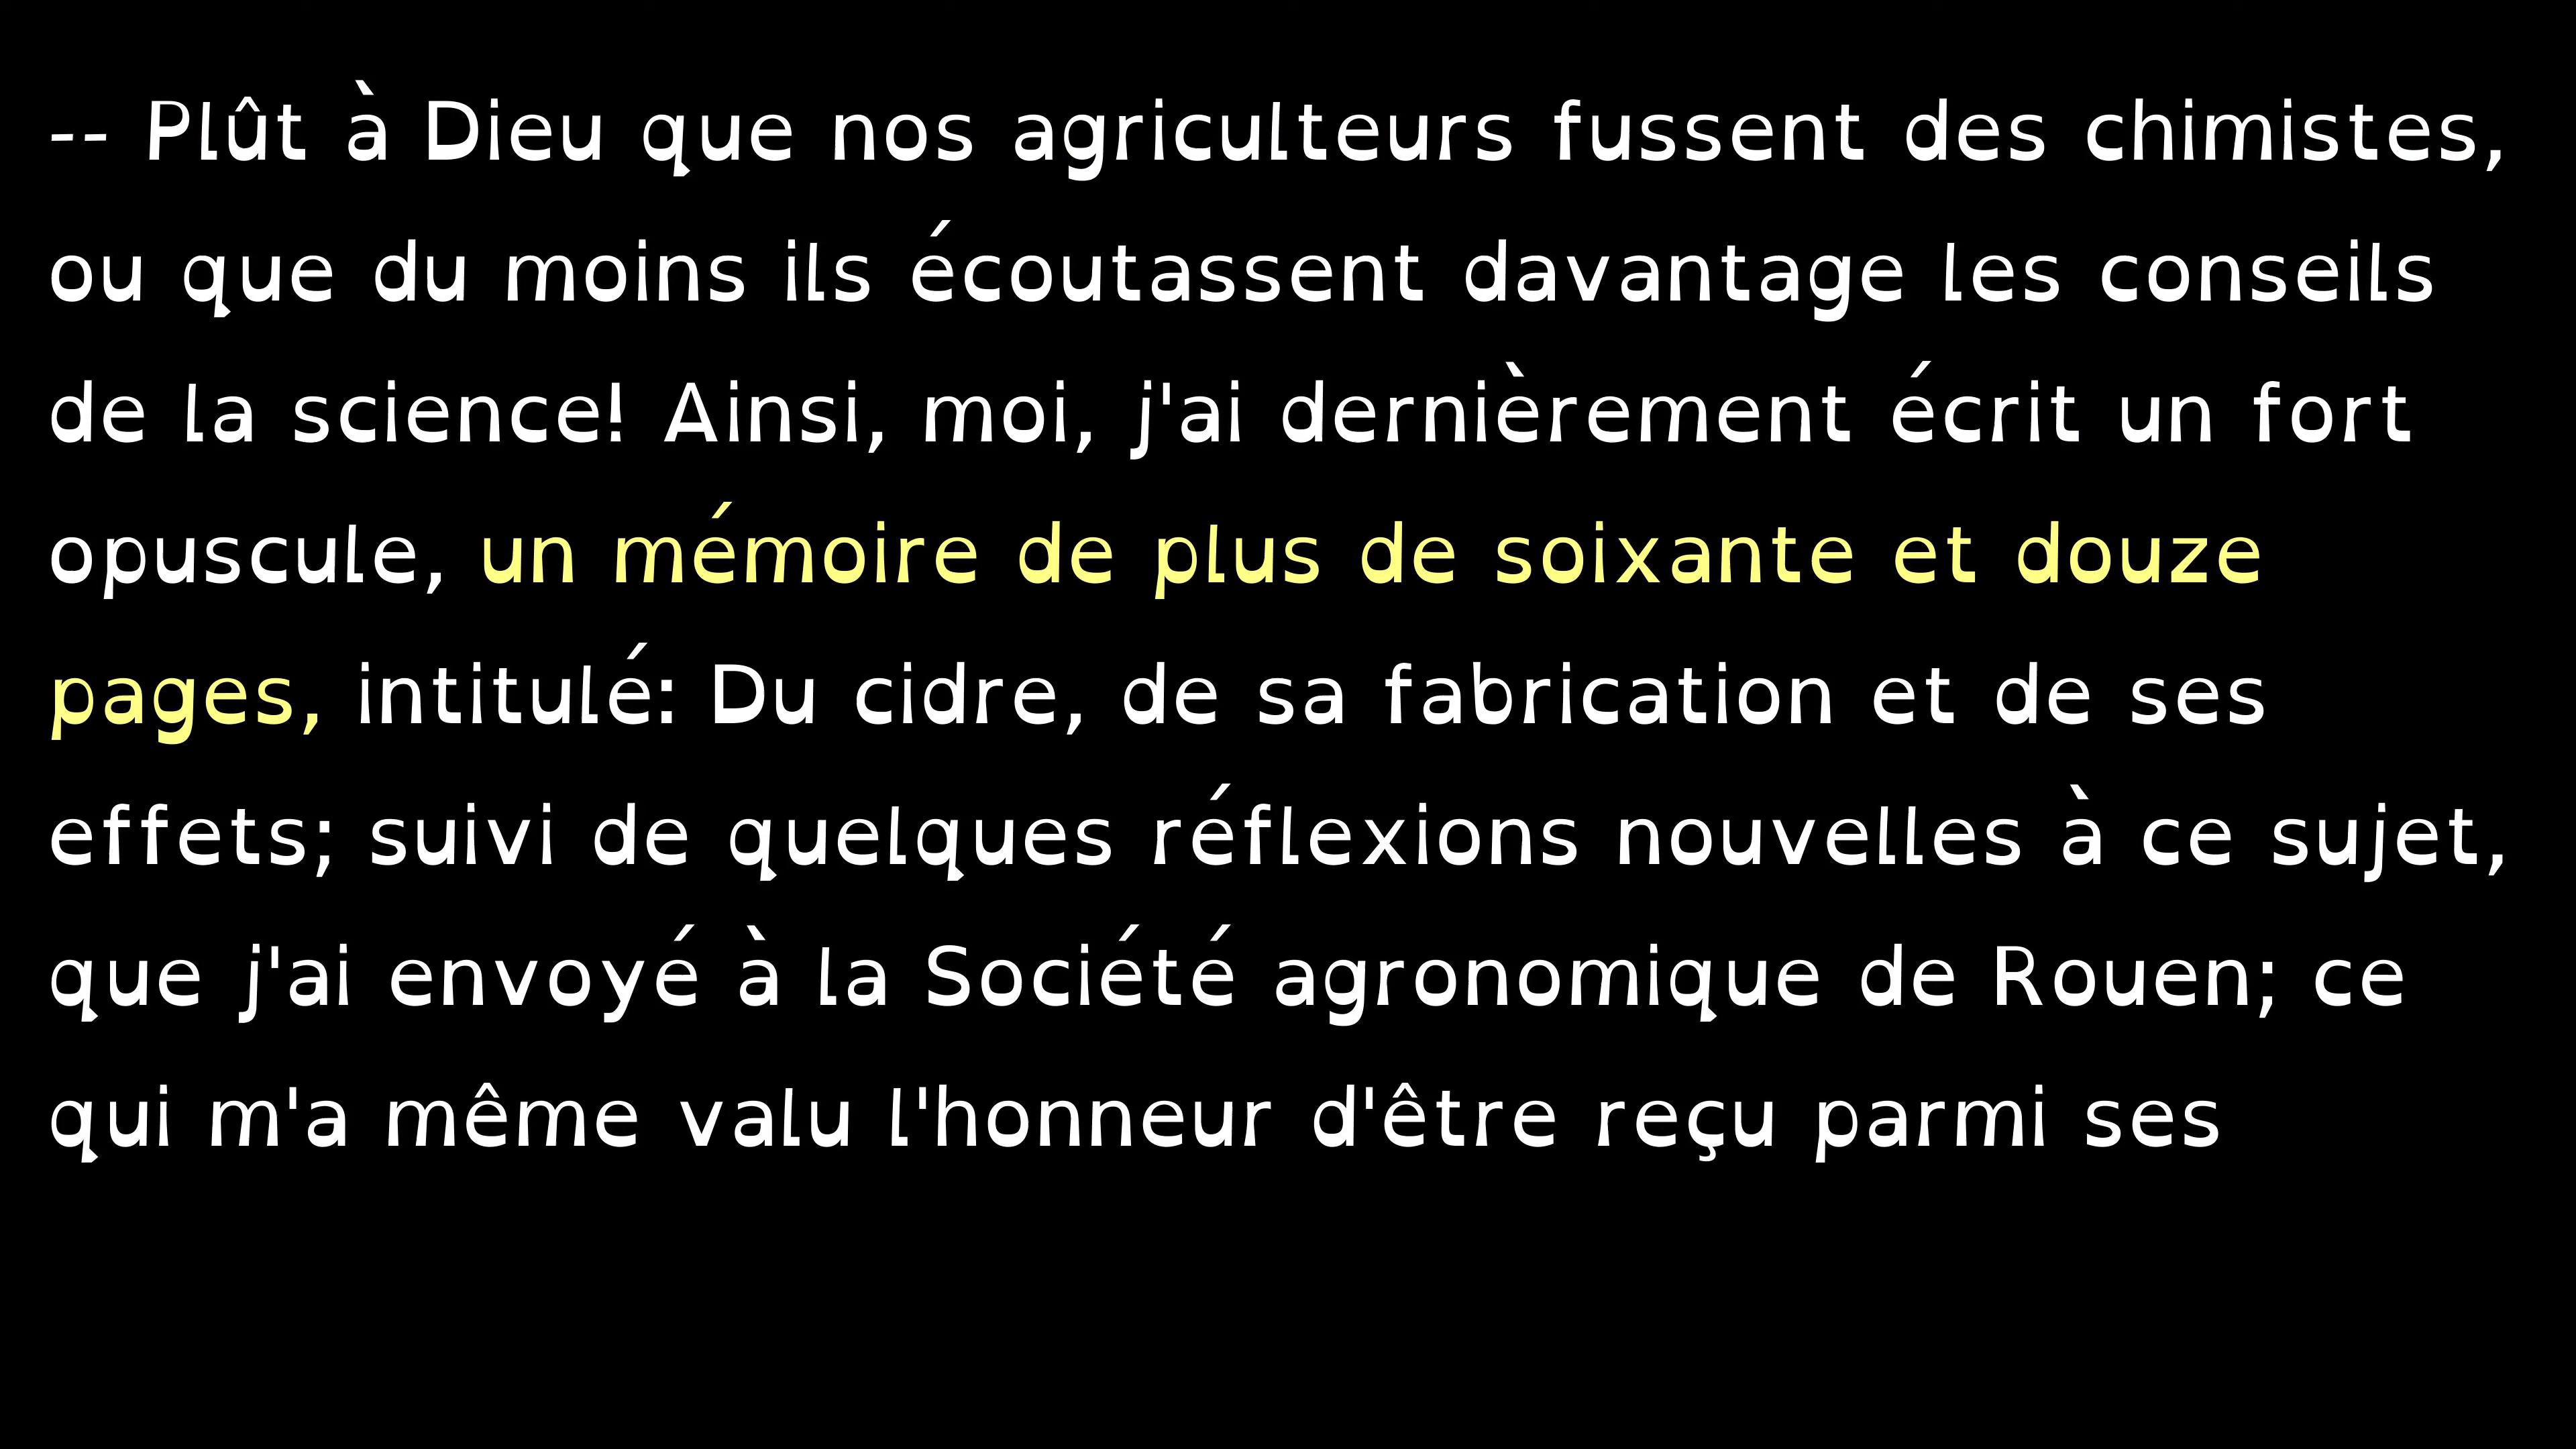 -- Plût à Dieu que nos agriculteurs fussent des chimistes,
ou que du moins ils écoutassent davantage les conseils
de la science! Ainsi, moi, j'ai dernièrement écrit un fort
opuscule, un mémoire de plus de soixante et douze
pages, intitulé: Du cidre, de sa fabrication et de ses
effets; suivi de quelques réflexions nouvelles à ce sujet,
que j'ai envoyé à la Société agronomique de Rouen; ce
qui m'a même valu l'honneur d'être reçu parmi ses